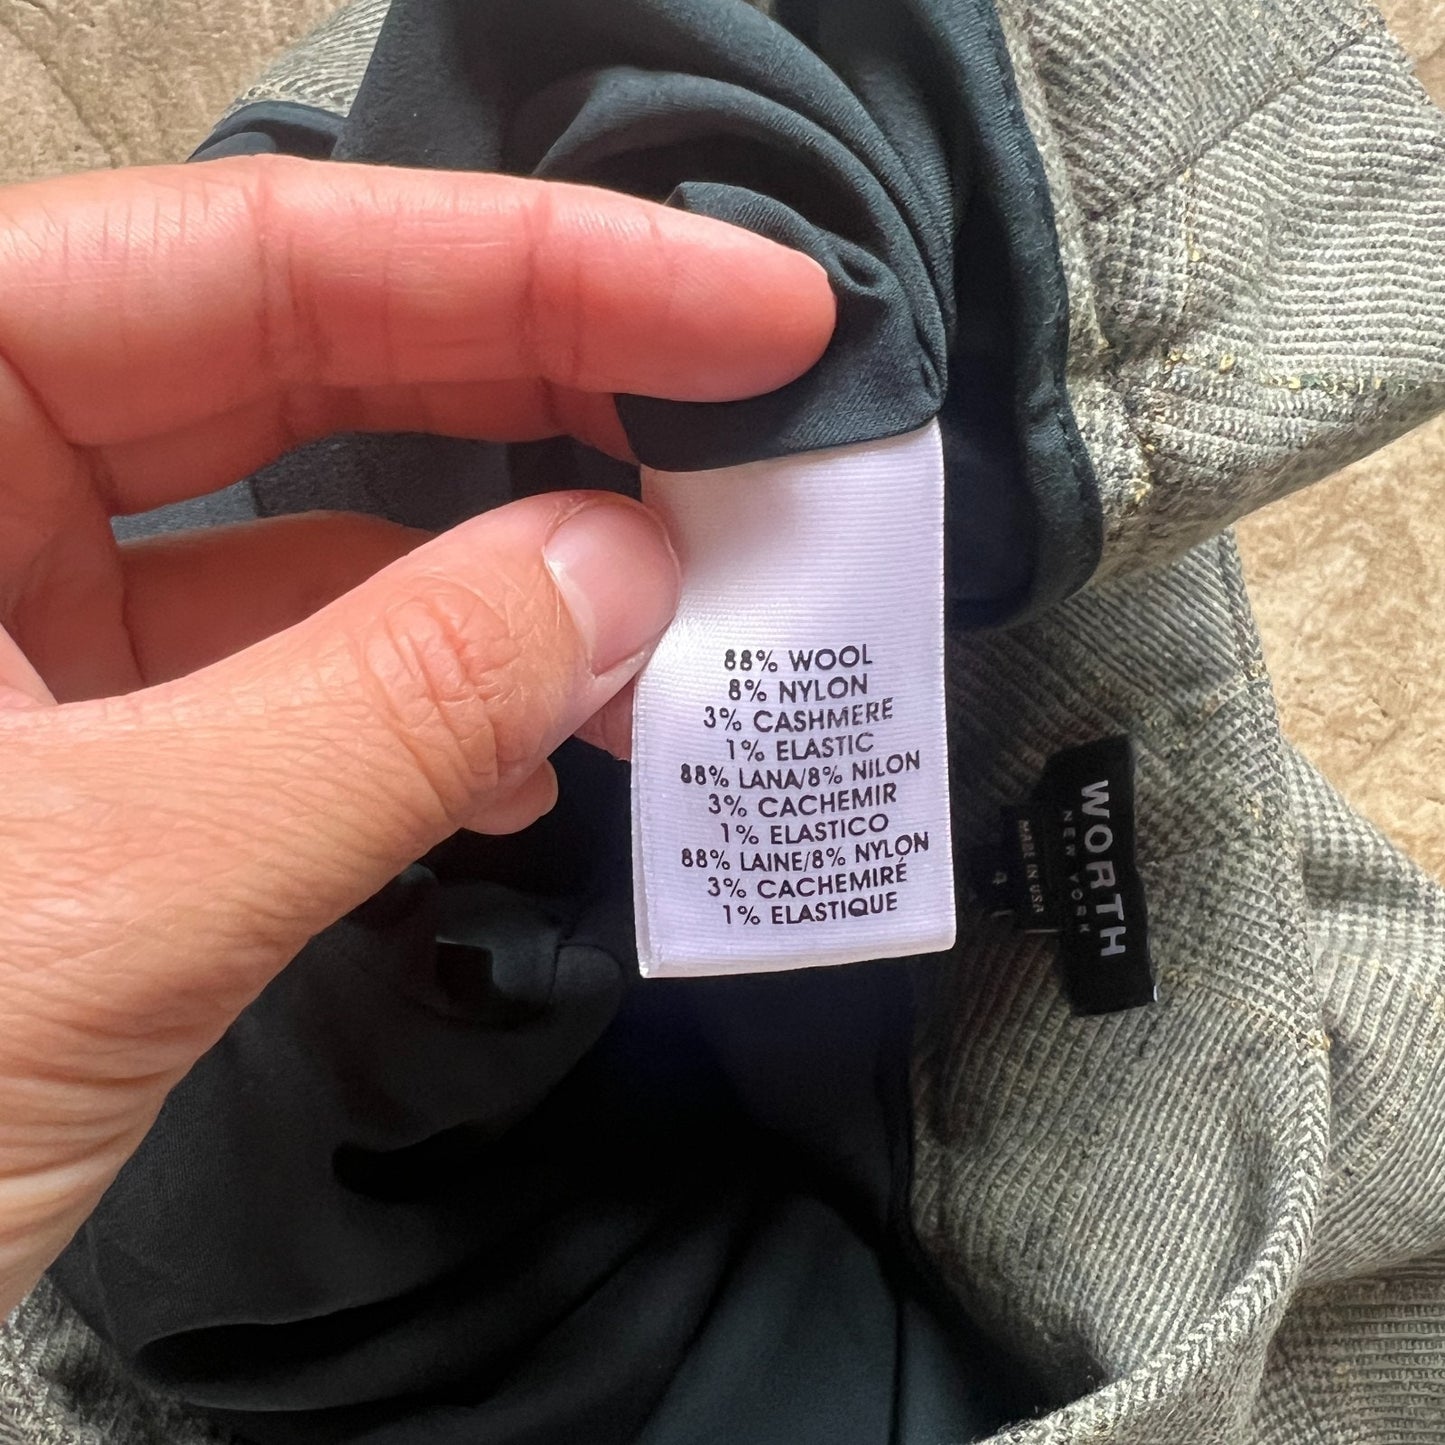 88% WOOL
8% NYLON
3% CASHMERE
1% ELASTIC
88% LANA/8% NILON
3% CACHEMIR
1% ELASTICO
88% LAINE/8% NYLON
3% CACHEMIRÉ
1% ELASTIQUE
WORTH
NEW YORK
MADE IN USA